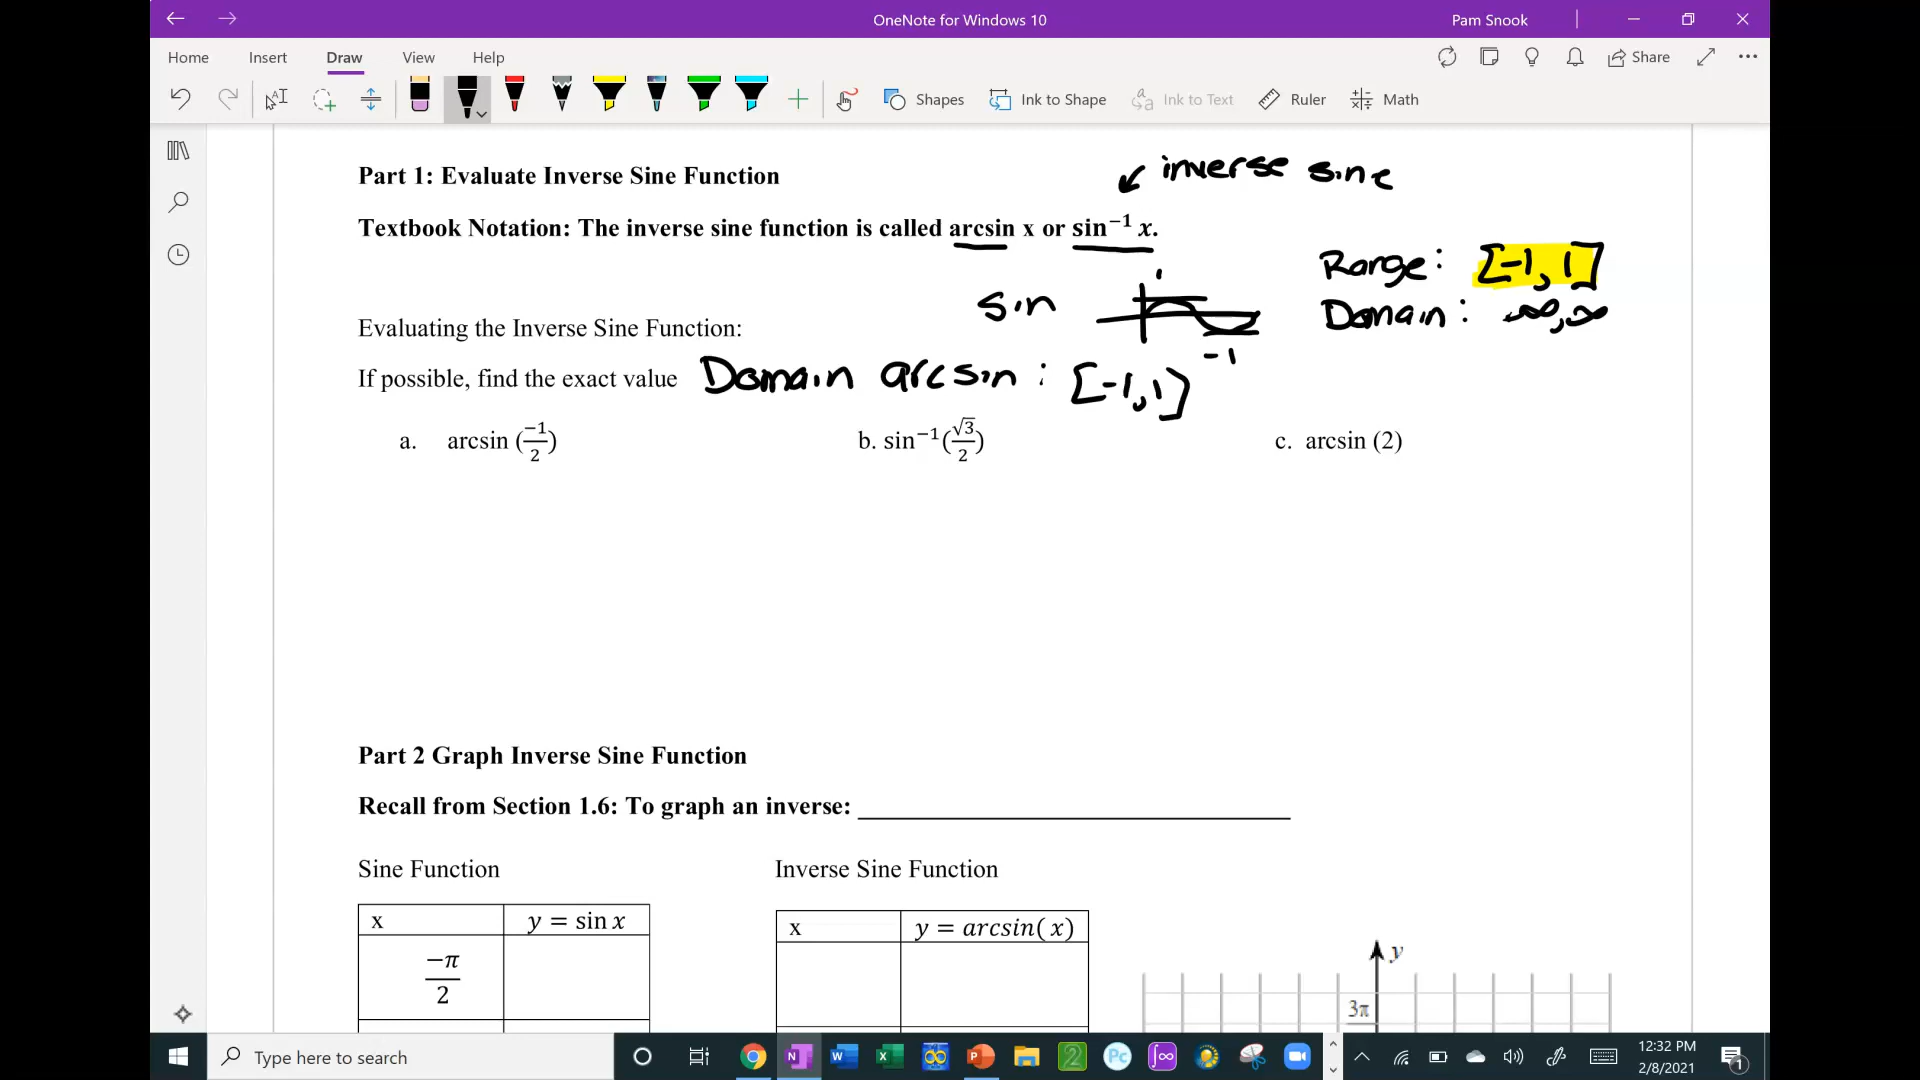 OneNote for Windows 10
Pam Snook
Home Insert Draw View Help
Share
Shapes Ink to Shape Ink to Text Ruler Math
inverse sine
Part 1: Evaluate Inverse Sine Function
Textbook Notation: The inverse sine function is called arcsin x or sin⁻¹ x.
Range: [-1, 1]
sin 1
Domain: -∞, ∞
Evaluating the Inverse Sine Function:
-1
If possible, find the exact value Domain arcsin: [-1, 1]
a. arcsin (−1/2) b. sin⁻¹(√3/2) c. arcsin (2)
Part 2 Graph Inverse Sine Function
Recall from Section 1.6: To graph an inverse: ______
Sine Function Inverse Sine Function
x y = sin x
x y = arcsin( x)
−π/2
y
3π
Type here to search
12:32 PM
2/8/2021
1